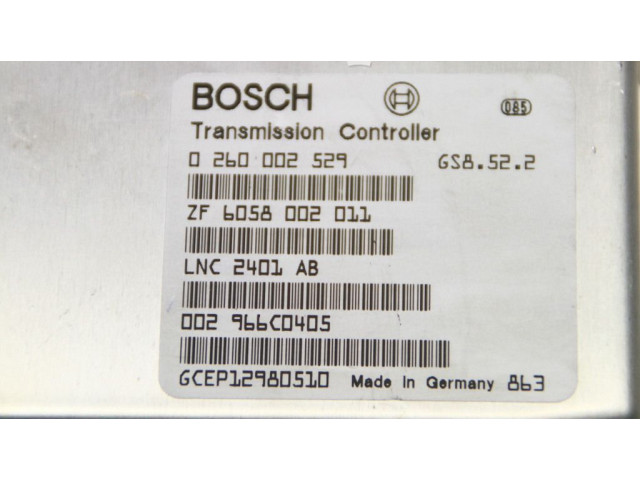 BOSCH 085
Transmission Controller
0 260 002 529 GS8.52.2
ZF 6058 002 011
LNC 2401 AB
002 966C0405
GCEP12980510 Made In Germany 863